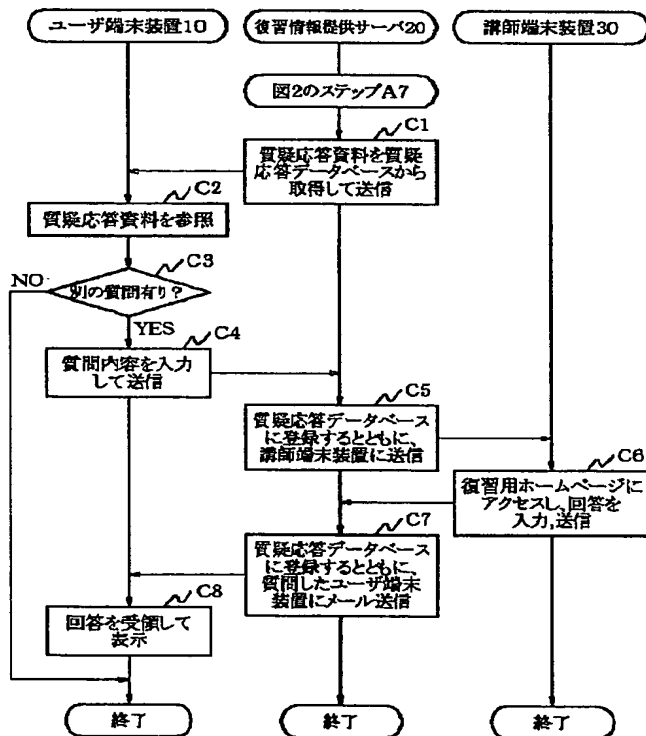 ユーザ端末装置10
復習情報提供サーバ20
講師端末装置30
図2のステップA7
C1
質疑応答資料を質疑
応答データベースから
取得して送信
C2
質疑応答資料を参照
C3
NO
別の質問有り?
YES
C4
質問内容を入力
して送信
C5
質疑応答データベース
に登録するとともに、
講師端末装置に送信
C6
復習用ホームページに
アクセスし、回答を
入力,送信
C7
質疑応答データベース
に登録するとともに、
質問したユーザ端末
装置にメール送信
C8
回答を受領して
表示
終了
終了
終了